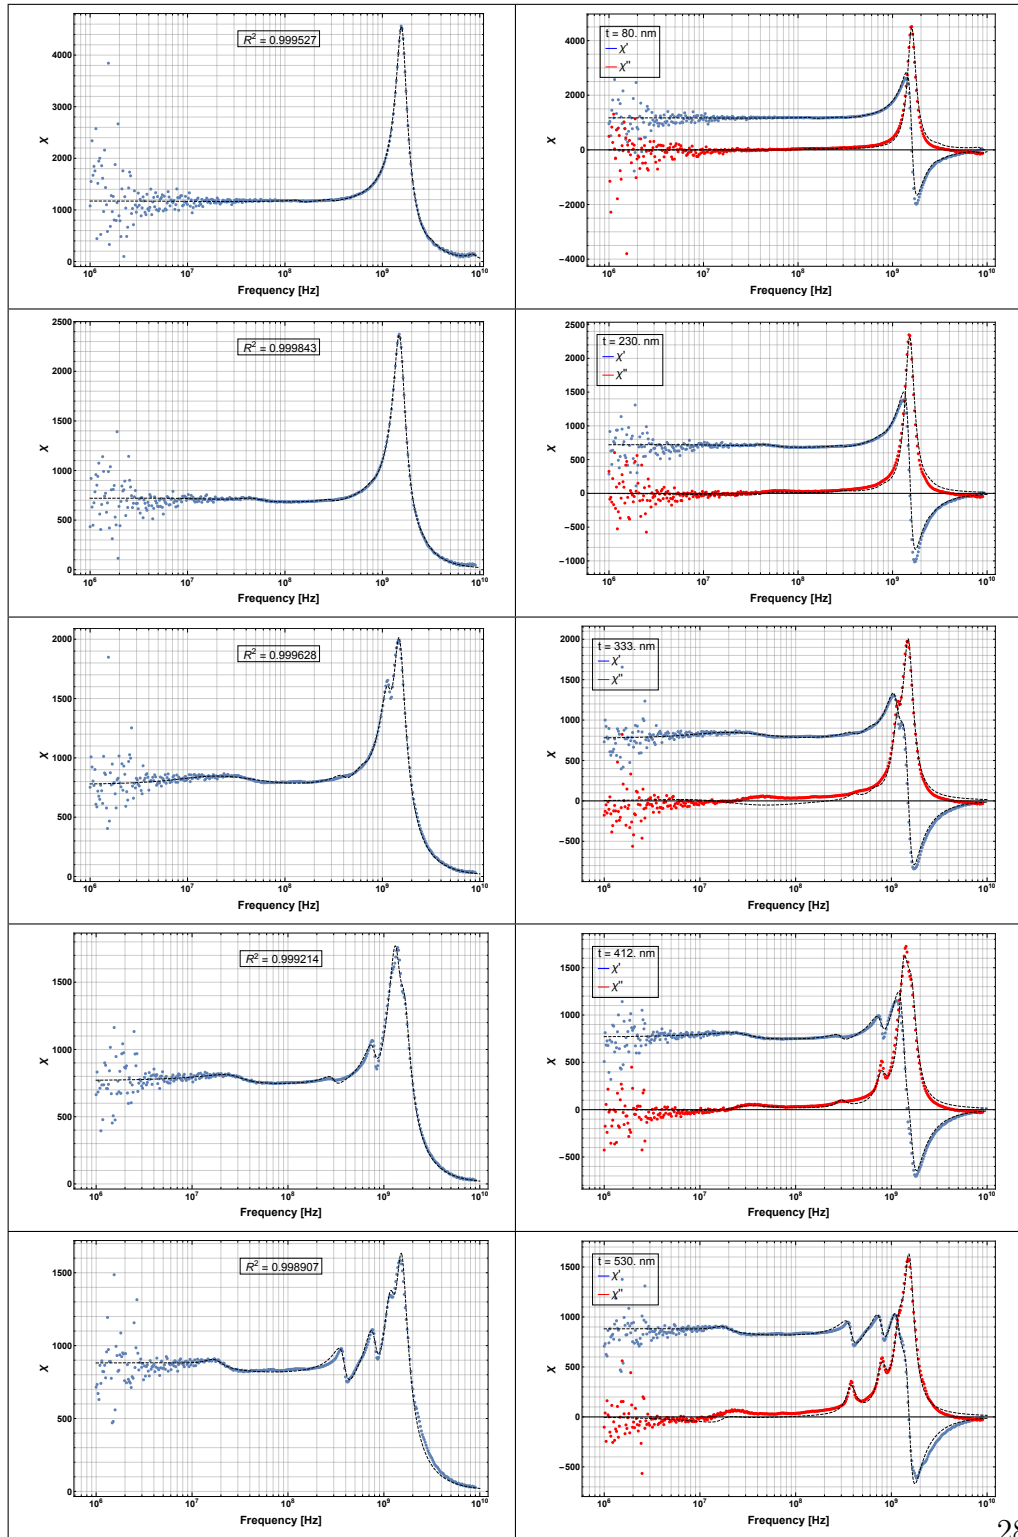 R² = 0.999527
χ
4000
3000
2000
1000
0
10⁶ 10⁷ 10⁸ 10⁹ 10¹⁰
Frequency [Hz]
t = 80. nm
χ'
χ''
χ
4000
2000
0
−2000
−4000
10⁶ 10⁷ 10⁸ 10⁹ 10¹⁰
Frequency [Hz]
R² = 0.999843
χ
2500
2000
1500
1000
500
0
10⁶ 10⁷ 10⁸ 10⁹ 10¹⁰
Frequency [Hz]
t = 230. nm
χ'
χ''
χ
2500
2000
1500
1000
500
0
−500
−1000
10⁶ 10⁷ 10⁸ 10⁹ 10¹⁰
Frequency [Hz]
R² = 0.999628
χ
2000
1500
1000
500
0
10⁶ 10⁷ 10⁸ 10⁹ 10¹⁰
Frequency [Hz]
t = 333. nm
χ'
χ''
χ
2000
1500
1000
500
0
−500
10⁶ 10⁷ 10⁸ 10⁹ 10¹⁰
Frequency [Hz]
R² = 0.999214
χ
1500
1000
500
0
10⁶ 10⁷ 10⁸ 10⁹ 10¹⁰
Frequency [Hz]
t = 412. nm
χ'
χ''
χ
1500
1000
500
0
−500
10⁶ 10⁷ 10⁸ 10⁹ 10¹⁰
Frequency [Hz]
R² = 0.998907
χ
1500
1000
500
0
10⁶ 10⁷ 10⁸ 10⁹ 10¹⁰
Frequency [Hz]
t = 530. nm
χ'
χ''
χ
1500
1000
500
0
−500
10⁶ 10⁷ 10⁸ 10⁹ 10¹⁰
Frequency [Hz]